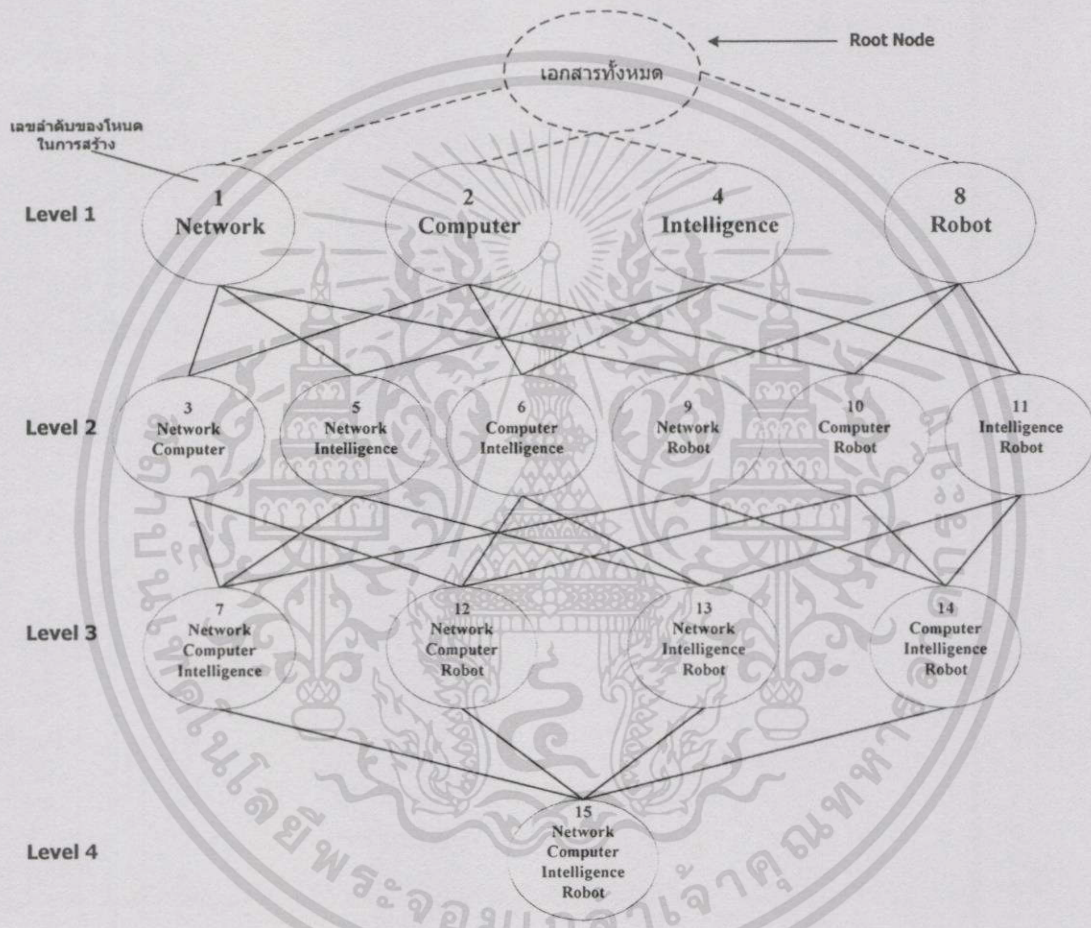 Root Node
เอกสารทั้งหมด
เลขลำดับของโหนด
ในการสร้าง
Level 1
1
Network
2
Computer
4
Intelligence
8
Robot
Level 2
3
Network
Computer
5
Network
Intelligence
6
Computer
Intelligence
9
Network
Robot
10
Computer
Robot
11
Intelligence
Robot
Level 3
7
Network
Computer
Intelligence
12
Network
Computer
Robot
13
Network
Intelligence
Robot
14
Computer
Intelligence
Robot
Level 4
15
Network
Computer
Intelligence
Robot